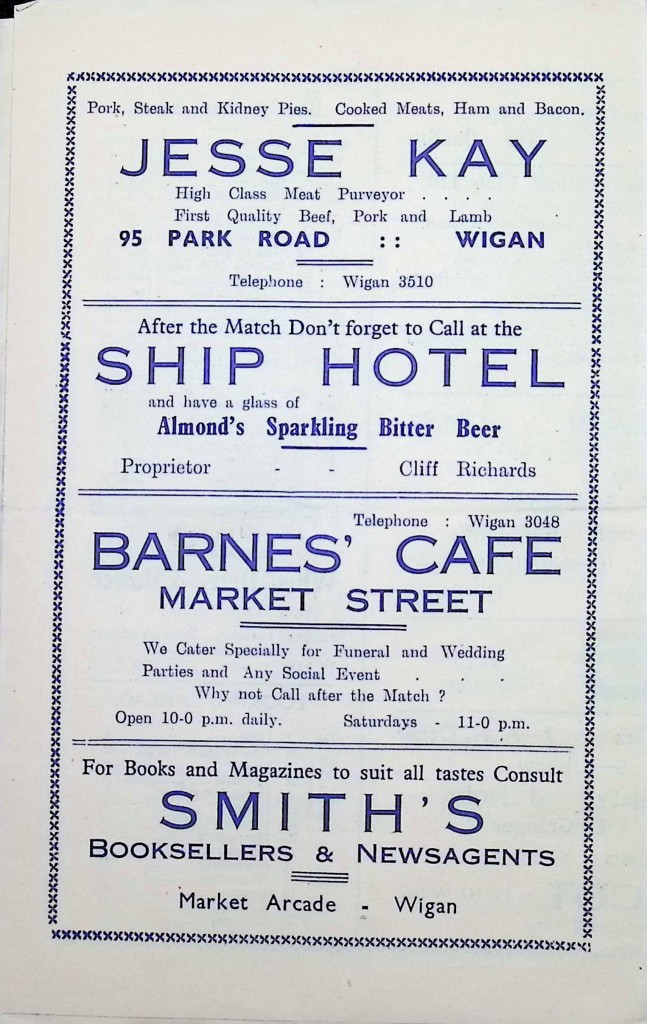 Pork, Steak and Kidney Pies. Cooked Meats, Ham and Bacon.
JESSE KAY
High Class Meat Purveyor . . . .
First Quality Beef, Pork and Lamb
95 PARK ROAD :: WIGAN
Telephone : Wigan 3510
After the Match Don't forget to Call at the
SHIP HOTEL
and have a glass of
Almond's Sparkling Bitter Beer
Proprietor - - Cliff Richards
Telephone : Wigan 3048
BARNES' CAFE
MARKET STREET
We Cater Specially for Funeral and Wedding
Parties and Any Social Event . . .
Why not Call after the Match ?
Open 10-0 p.m. daily. Saturdays - 11-0 p.m.
For Books and Magazines to suit all tastes Consult
SMITH'S
BOOKSELLERS & NEWSAGENTS
Market Arcade - Wigan